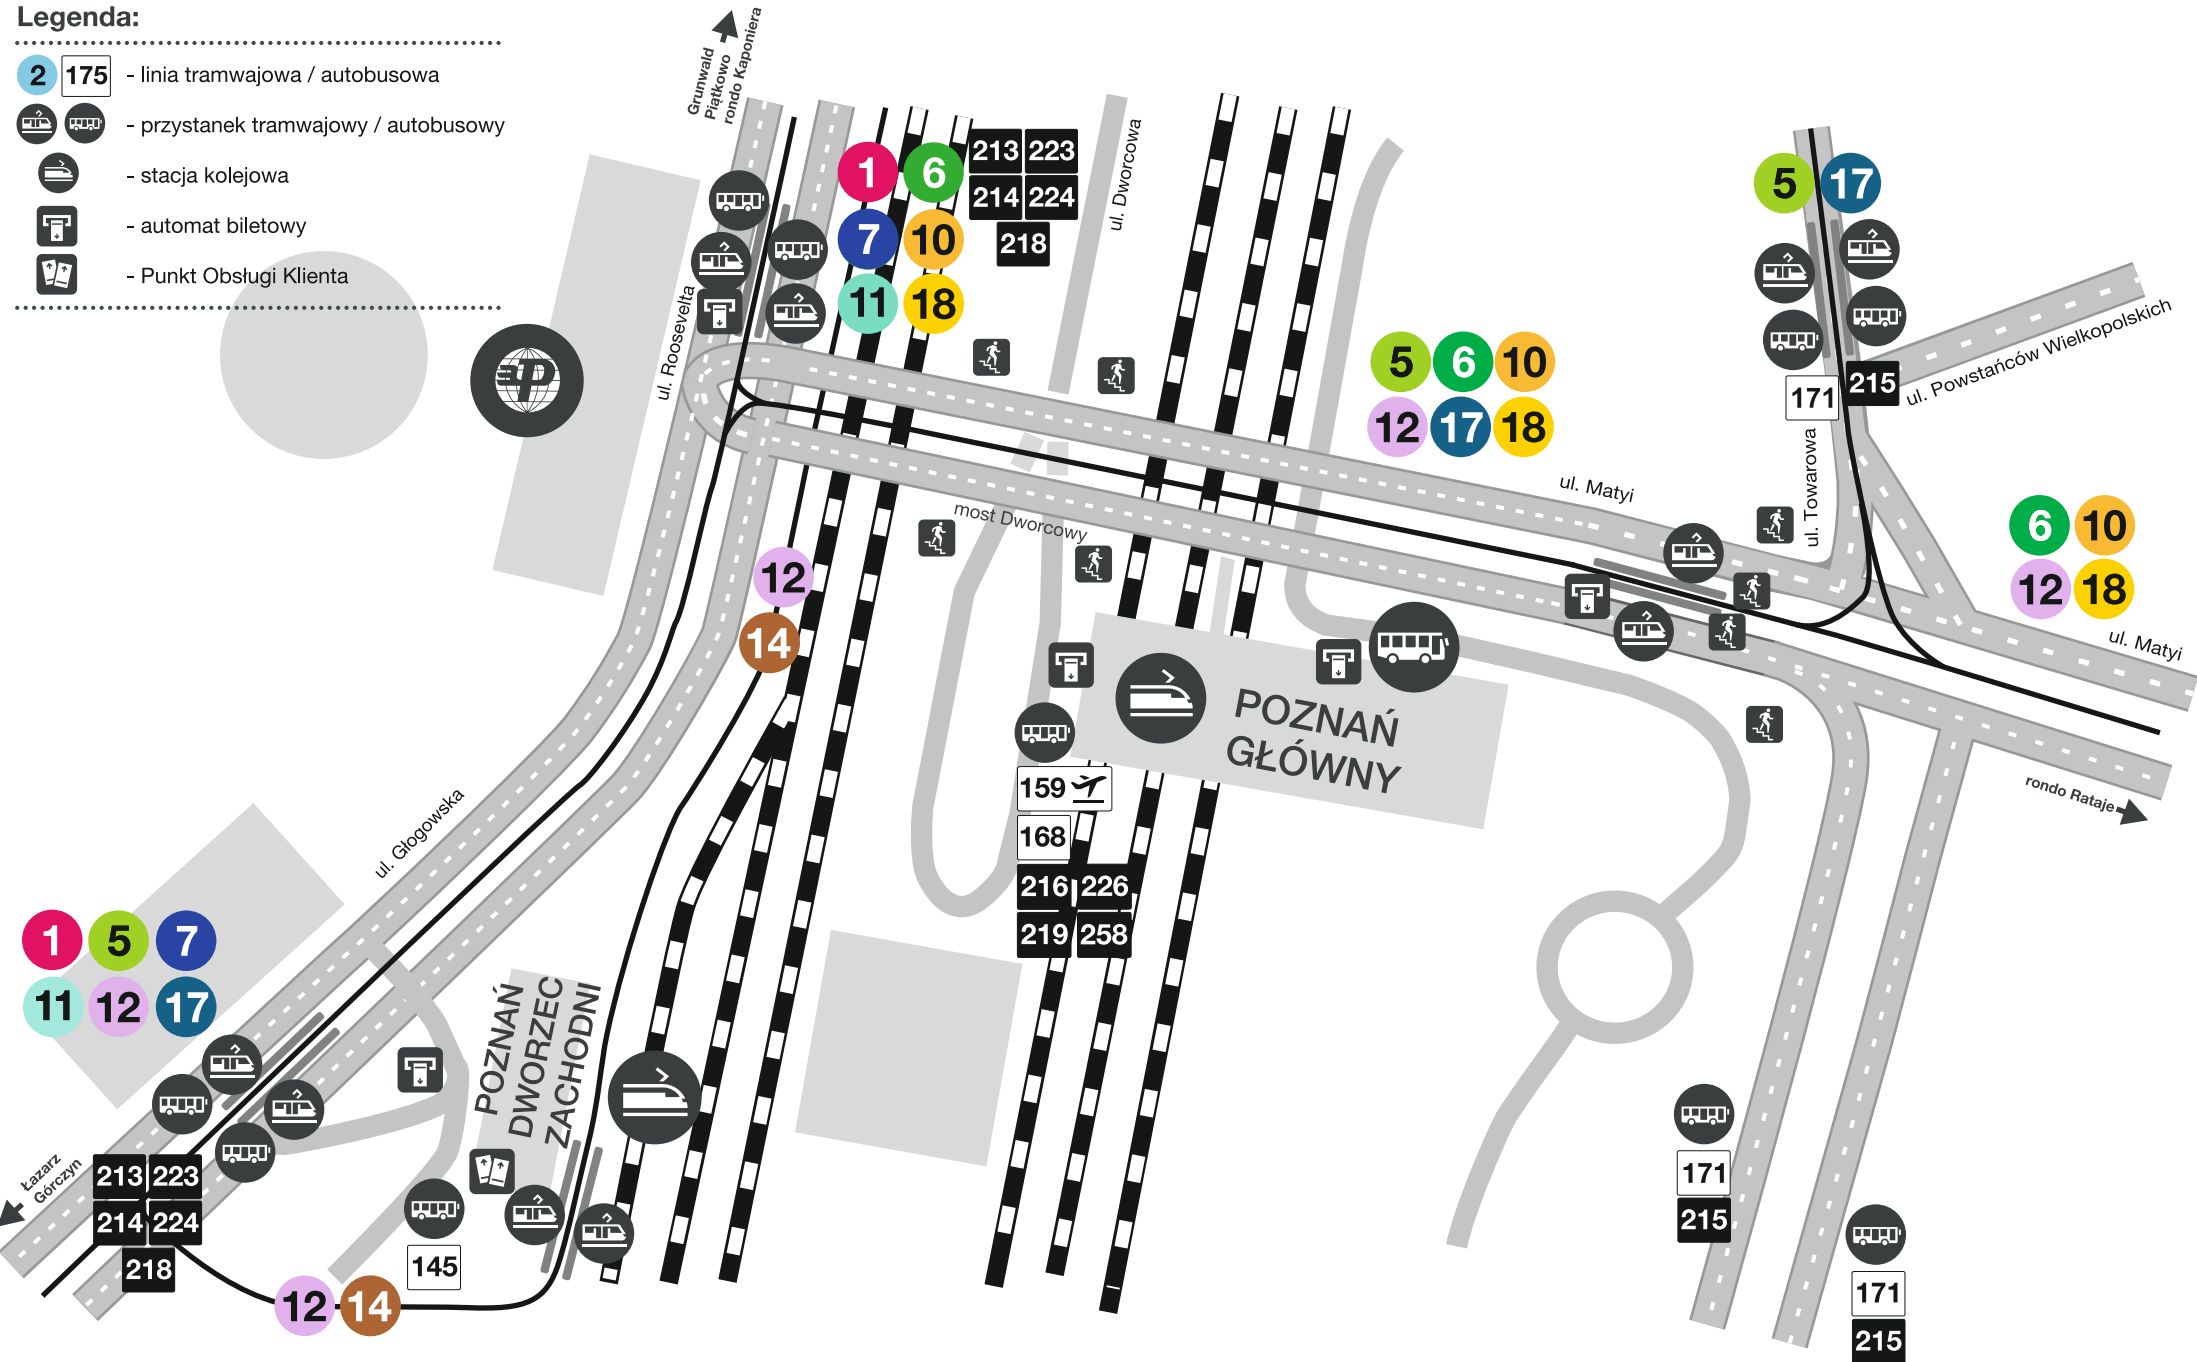 Legenda:
2 175 - linia tramwajowa / autobusowa
- przystanek tramwajowy / autobusowy
- stacja kolejowa
- automat biletowy
- Punkt Obsługi Klienta
Grunwald
Piątkowo
rondo Kaponiera
1 6
7 10
11 18
213 223
214 224
218
ul. Dworcowa
ul. Roosevelta
5 6 10
12 17 18
5 17
171 215
ul. Powstańców Wielkopolskich
ul. Towarowa
ul. Matyi
most Dworcowy
6 10
12 18
ul. Matyi
rondo Rataje
12
14
POZNAŃ
GŁÓWNY
159
168
216 226
219 258
ul. Głogowska
1 5 7
11 12 17
POZNAŃ
DWORZEC
ZACHODNI
Łazarz
Górczyn
213 223
214 224
218
145
12 14
171
215
171
215